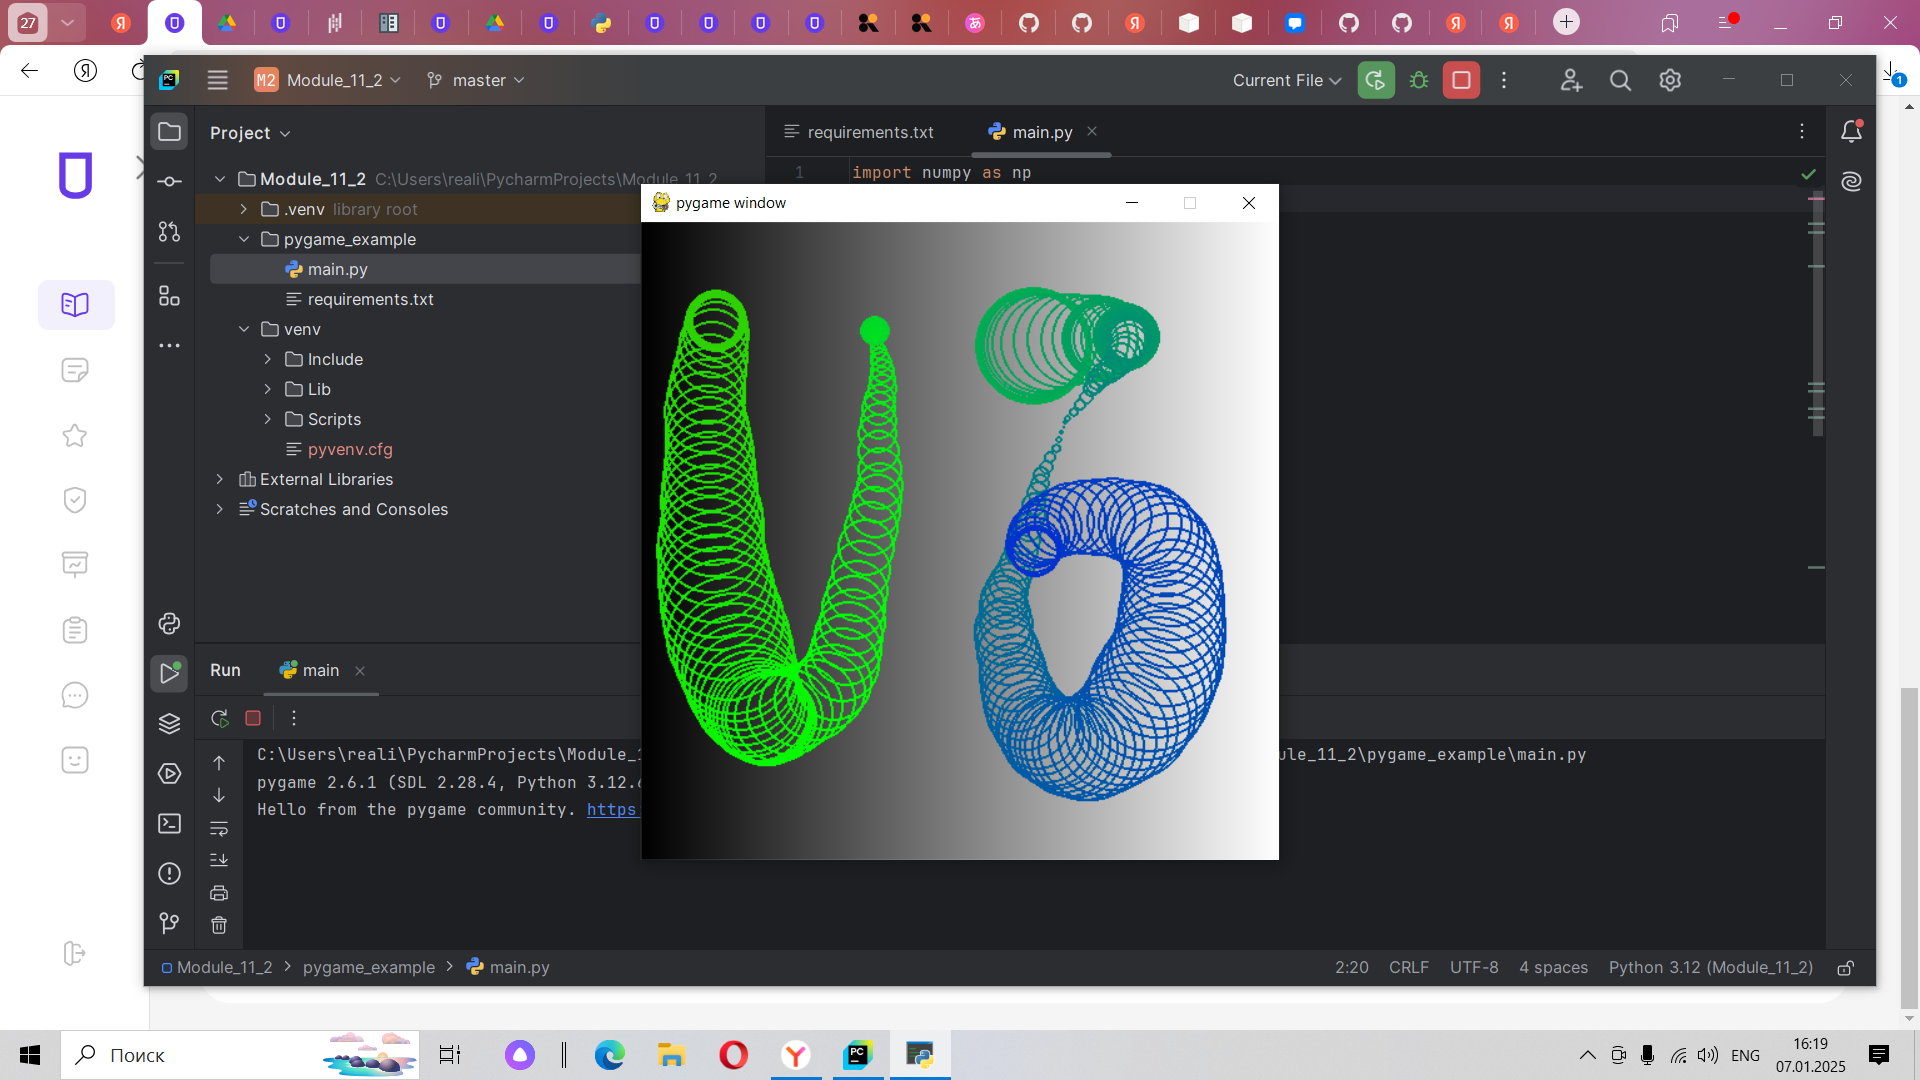 27
M2 Module_11_2
master
Current File
1
Project
requirements.txt
main.py
Module_11_2 C:\Users\reali\PycharmProjects\Module_11_2
1 import numpy as np
.venv library root
pygame window
pygame_example
main.py
requirements.txt
venv
Include
Lib
Scripts
pyvenv.cfg
External Libraries
Scratches and Consoles
Run
main
C:\Users\reali\PycharmProjects\Module_1
ule_11_2\pygame_example\main.py
pygame 2.6.1 (SDL 2.28.4, Python 3.12.
Hello from the pygame community. https
Module_11_2 > pygame_example > main.py
2:20 CRLF UTF-8 4 spaces Python 3.12 (Module_11_2)
Поиск
PC
ENG
16:19
07.01.2025